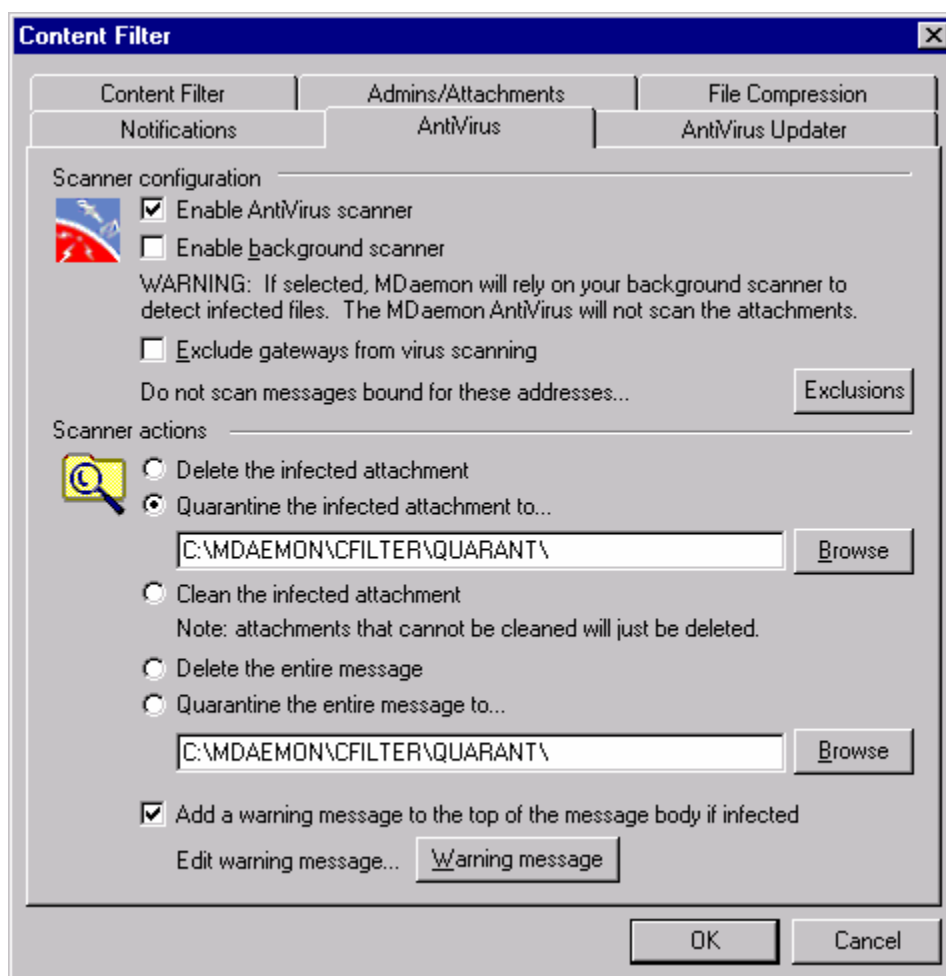 Content Filter
Content Filter
Admins/Attachments
File Compression
Notifications
AntiVirus
AntiVirus Updater
Scanner configuration
Enable AntiVirus scanner
Enable background scanner
WARNING: If selected, MDaemon will rely on your background scanner to
detect infected files. The MDaemon AntiVirus will not scan the attachments.
Exclude gateways from virus scanning
Do not scan messages bound for these addresses...
Exclusions
Scanner actions
Delete the infected attachment
Quarantine the infected attachment to...
C:\MDAEMON\CFILTER\QUARANT\
Browse
Clean the infected attachment
Note: attachments that cannot be cleaned will just be deleted.
Delete the entire message
Quarantine the entire message to...
C:\MDAEMON\CFILTER\QUARANT\
Browse
Add a warning message to the top of the message body if infected
Edit warning message...
Warning message
OK
Cancel